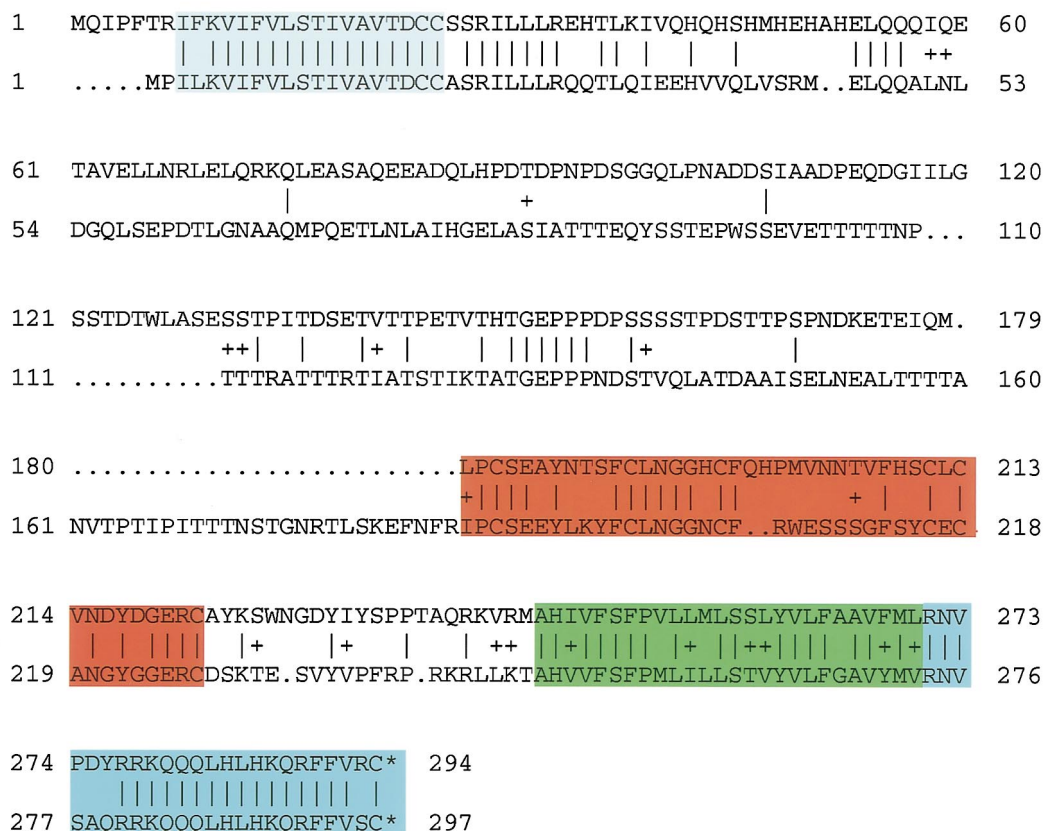 1 MQIPFTRIFKVIFVLSTIVAVTDCCSSRILLLREHTLKIVQHQHSHMHEHAHELQQQIQE 60
| |||||||||||||||| ||||||| || | | | |||| ++
1 .....MPILKVIFVLSTIVAVTDCCASRILLLRQQTLQIEEHVVQLVSRM..ELQQALNL 53
61 TAVELLNRLELQRKQLEASAQEEADQLHPDTDPNPDSGGQLPNADDSIAADPEQDGIILG 120
| + |
54 DGQLSEPDTLGNAAQMPQETLNLAIHGELASIATTTEQYSSTEPWSSEVETTTTTNP... 110
121 SSTDTWLASESSTPITDSETVTTPETVTHTGEPPPDPSSSSTPDSTTPSPNDKETEIQM. 179
++| | |+ | | |||||| |+ |
111 ..........TTTRATTTRTIATSTIKTATGEPPPNDSTVQLATDAAISELNEALTTTTA 160
180 ..........................LPCSEAYNTSFCLNGGHCFQHPMVNNNTVFHSCLC 213
+|||| | |||||| || + | | |
161 NVTPTIPITTTNSTGNRTLSKEFNFRIPCSEEYLKYFCLNGGNCF..RWESSSSGFSYCEC 218
214 VNDYDGERCAYKSWNGDYIYSPPTAQRKVRMAHIVFSFPVLLMLSSLYVLFAAVFMLRNV 273
| | |||| |+ |+ | | ++ ||+|||||| |+||++||||| ||+|+|||
219 ANGYGGERCDSKTE.SVYVPFRP.RKRLLKTAHVVFSFPMLILLSTVYVLFGAVYMVRNV 276
274 PDYRRKQQQLHLHKQRFFVRC* 294
|||||||||||||||| |
277 SAQRRKQQQLHLHKQRFFVSC* 297